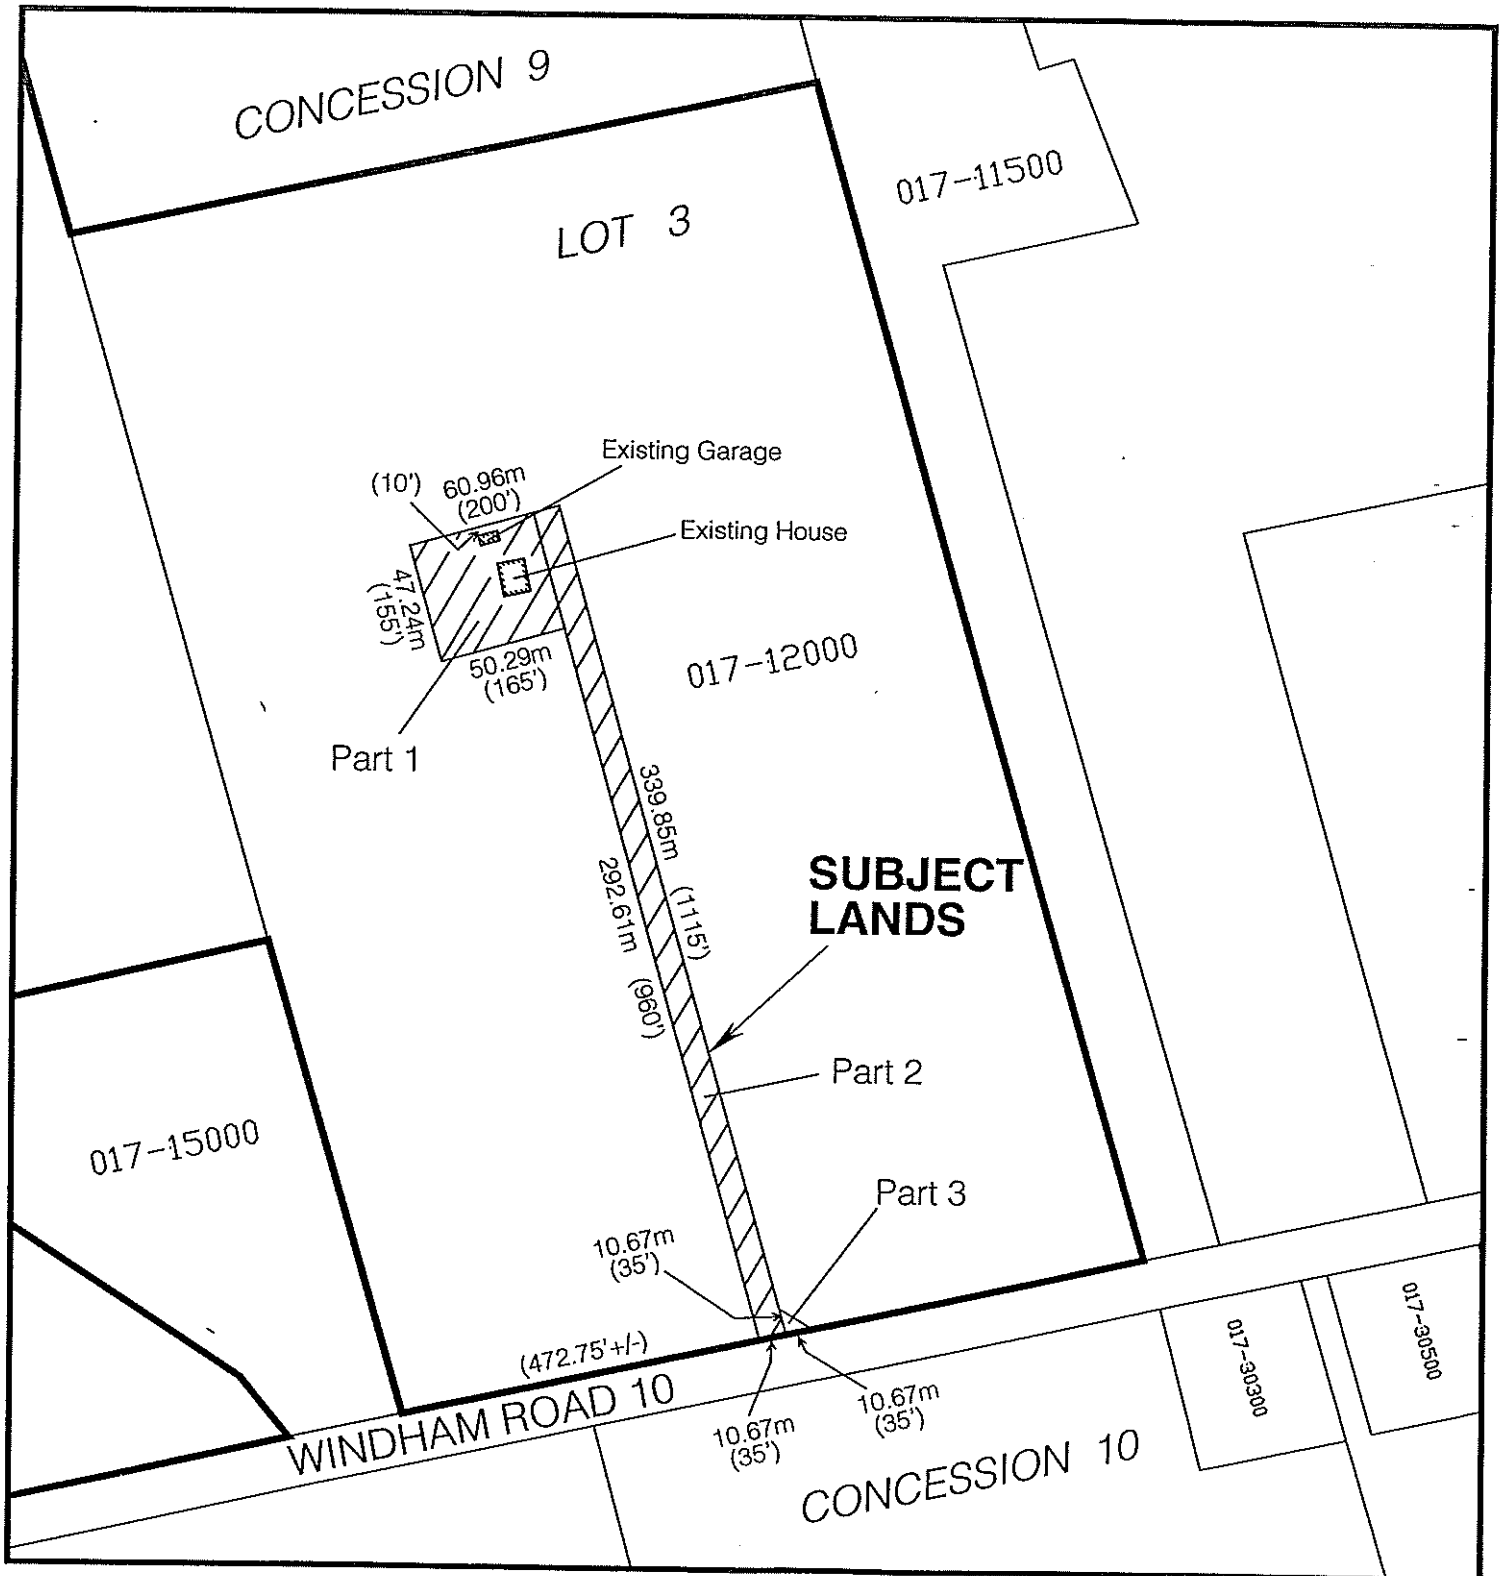 CONCESSION 9
017-11500
LOT 3
Existing Garage
(10')
60.96m
(200')
Existing House
47.24m
(155')
50.29m
(165')
017-12000
Part 1
339.85m (1115')
292.61m (960')
SUBJECT
LANDS
Part 2
017-15000
Part 3
10.67m
(35')
(472.75'+/-)
WINDHAM ROAD 10
10.67m
(35')
10.67m
(35')
017-30300
017-30500
CONCESSION 10